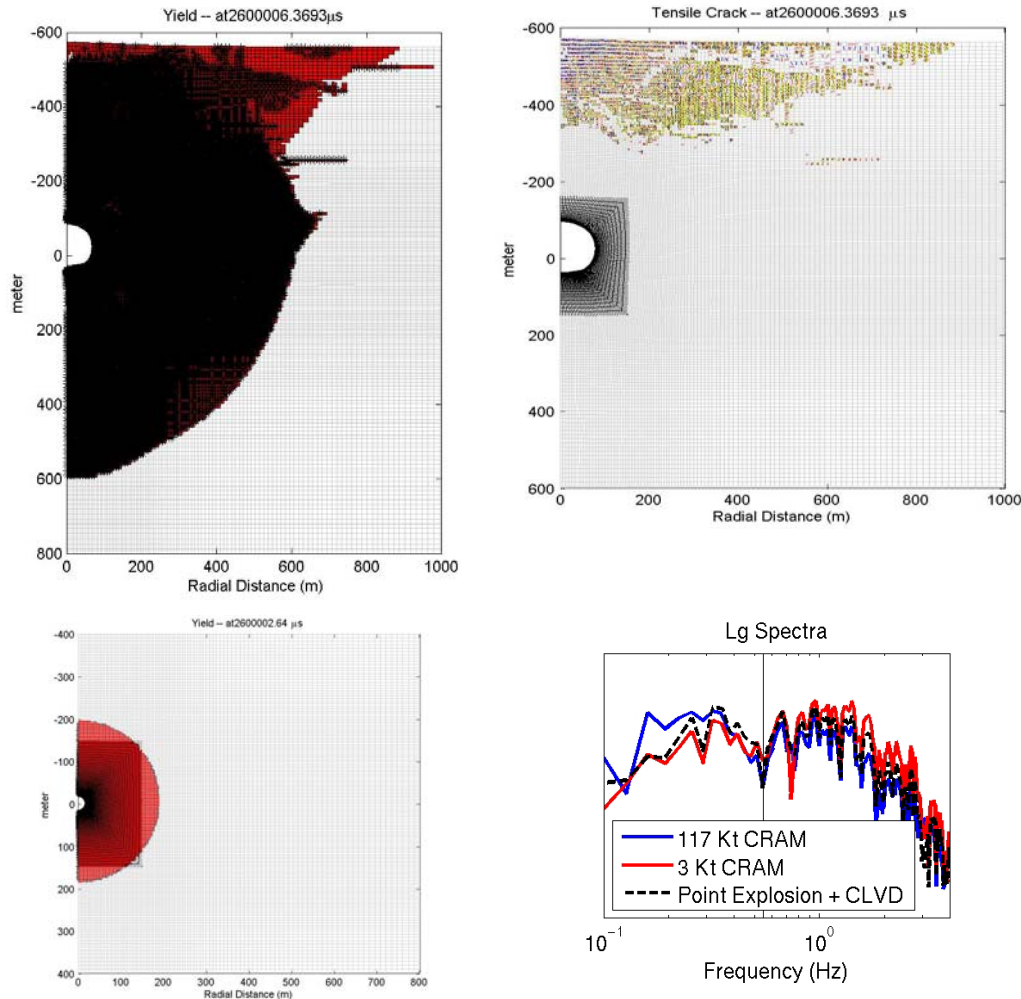 Yield -- at2600006.3693μs
-600
-400
-200
0
200
400
600
800
meter
0 200 400 600 800 1000
Radial Distance (m)
Tensile Crack -- at2600006.3693 μs
-600
-400
-200
0
200
400
600
meter
0 200 400 600 800 1000
Radial Distance (m)
Yield -- at2600002.64 μs
-400
-300
-200
-100
0
100
200
300
400
meter
0 100 200 300 400 500 600 700 800
Radial Distance (m)
Lg Spectra
117 Kt CRAM
3 Kt CRAM
Point Explosion + CLVD
10⁻¹ 10⁰
Frequency (Hz)